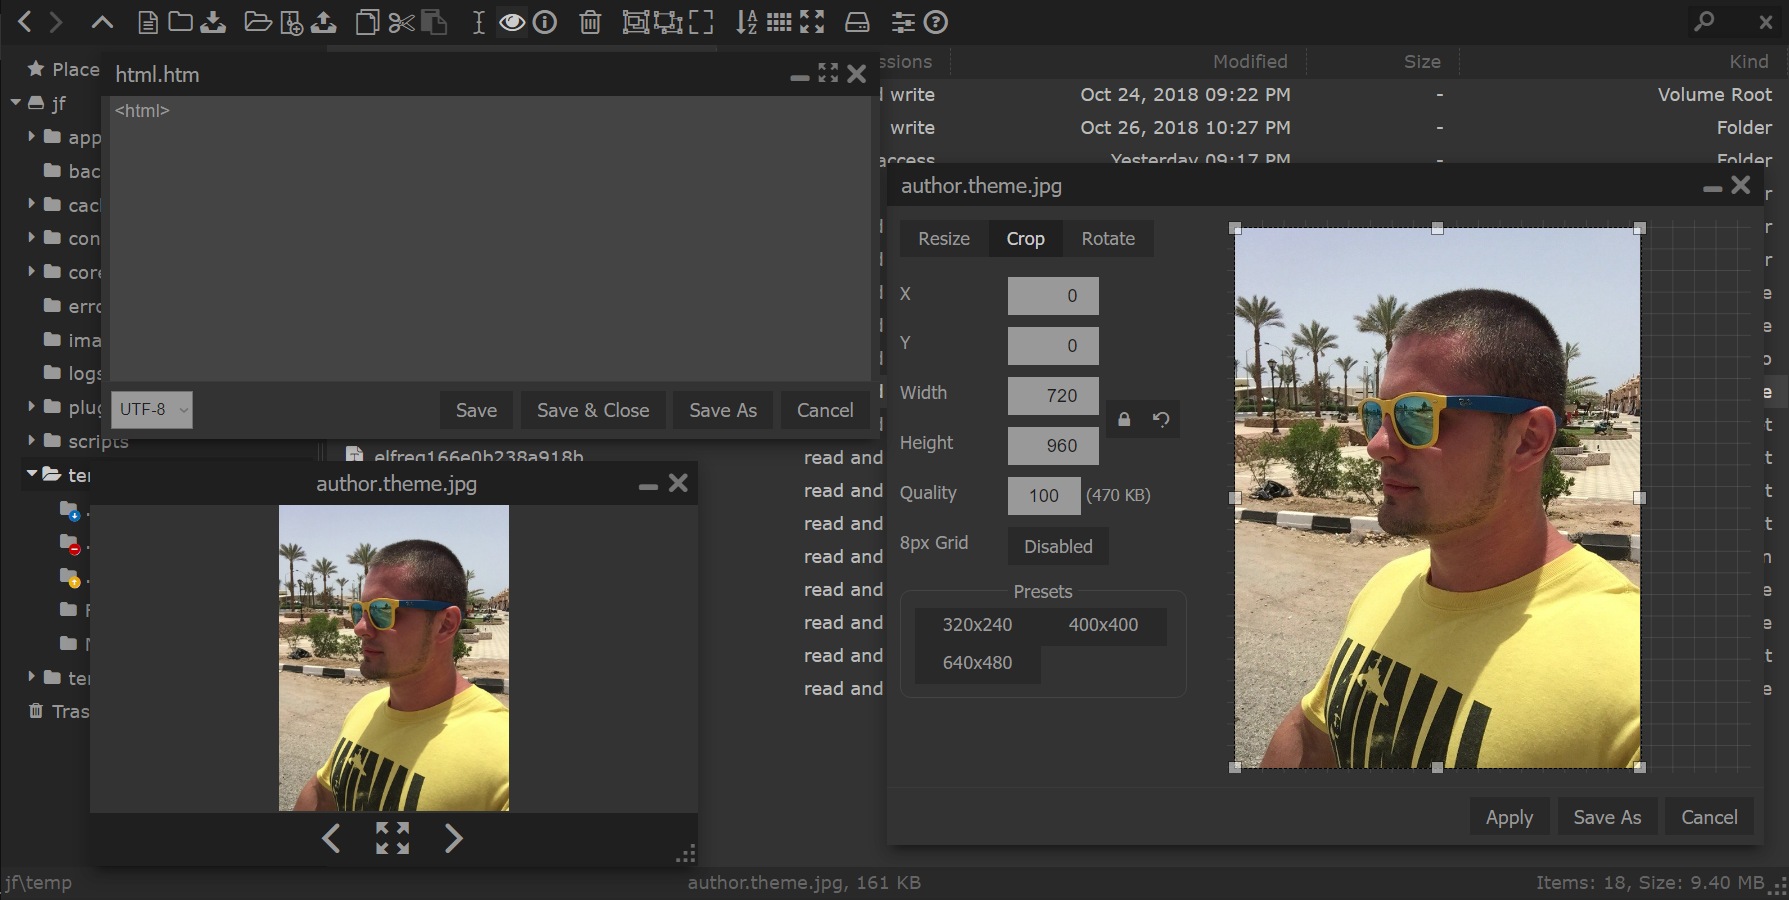 Place
jf
app
bac
cac
con
core
erro
ima
logs
plug
scripts
Tras
html.htm
<html>
UTF-8
Save
Save & Close
Save As
Cancel
ssions
Modified
Size
Kind
write
Oct 24, 2018 09:22 PM
-
Volume Root
write
Oct 26, 2018 10:27 PM
-
Folder
access
Yesterday 09:17 PM
-
Folder
elfreq166e0b238a918b
read and
read and
read and
read and
read and
read and
read and
read and
author.theme.jpg
author.theme.jpg
Resize
Crop
Rotate
X
0
Y
0
Width
720
Height
960
Quality
100
(470 KB)
8px Grid
Disabled
Presets
320x240
400x400
640x480
Apply
Save As
Cancel
jf\temp
author.theme.jpg, 161 KB
Items: 18, Size: 9.40 MB